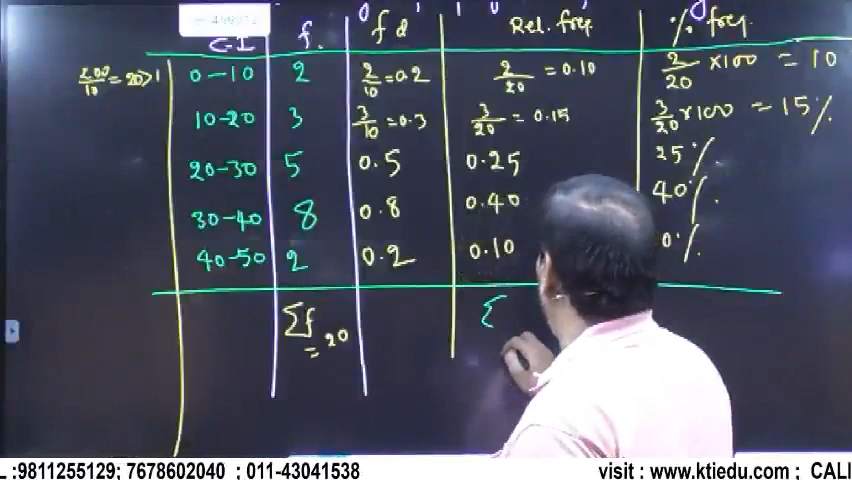 C-I f. fd Rel. freq. % freq.
200/10 = 20>1 0-10 2 2/10=0.2 2/20 = 0.10 2/20 ×100 = 10
10-20 3 3/10=0.3 3/20 = 0.15 3/20 ×100 = 15%
20-30 5 0.5 0.25 25%
30-40 8 0.8 0.40 40%.
40-50 2 0.2 0.10 0%.
Σf = 20 Σ
L :9811255129; 7678602040 ; 011-43041538 visit : www.ktiedu.com ; CALI